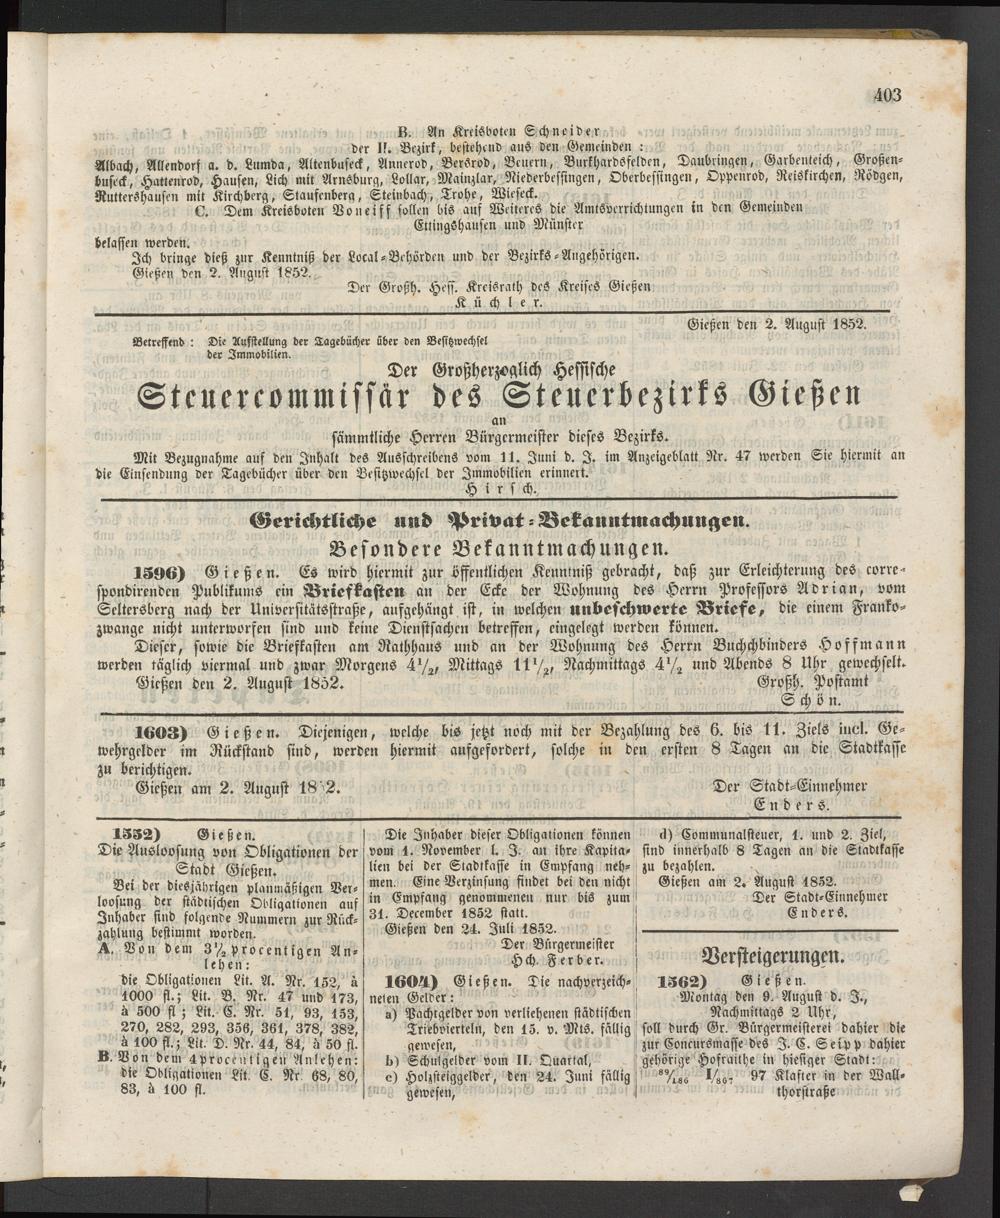 403
B. An Kreisboten Schneider
der II. Bezirk, bestehend aus den Gemeinden :
Albach, Allendorf a. d. Lumda, Altenbuseck, Annerod, Bersrod, Beuern, Burkhardsfelden, Daubringen, Garbenteich, Großen-
buseck, Hattenrod, Hausen, Lich mit Arnsburg, Lollar, Mainzlar, Niederbessingen, Oberbessingen, Oppenrod, Reiskirchen, Rödgen,
Ruttershausen mit Kirchberg, Staufenberg, Steinbach, Trohe, Wieseck.
C. Dem Kreisboten Voneiff sollen bis auf Weiteres die Amtsverrichtungen in den Gemeinden
Ettingshausen und Münster
belassen werden.
Ich bringe dieß zur Kenntniß der Local-Behörden und der Bezirks-Angehörigen.
Gießen den 2. August 1852.
Der Großh. Hess. Kreisrath des Kreises Gießen
Küchler.
Gießen den 2. August 1852.
Betreffend : Die Aufstellung der Tagebücher über den Besitzwechsel
der Immobilien.
Der Großherzoglich Hessische
Steuercommissär des Steuerbezirks Gießen
an
sämmtliche Herren Bürgermeister dieses Bezirks.
Mit Bezugnahme auf den Inhalt des Ausschreibens vom 11. Juni d. J. im Anzeigeblatt Nr. 47 werden Sie hiermit an
die Einsendung der Tagebücher über den Besitzwechsel der Immobilien erinnert.
Hirsch.
Gerichtliche und Privat-Bekanntmachungen.
Besondere Bekanntmachungen.
1596) Gießen. Es wird hiermit zur öffentlichen Kenntniß gebracht, daß zur Erleichterung des corre-
spondirenden Publikums ein Briefkasten an der Ecke der Wohnung des Herrn Professors Adrian, vom
Seltersberg nach der Universitätsstraße, aufgehängt ist, in welchen unbeschwerte Briefe, die einem Franko-
zwange nicht unterworfen sind und keine Dienstsachen betreffen, eingelegt werden können.
Dieser, sowie die Briefkasten am Rathhaus und an der Wohnung des Herrn Buchchbinders Hoffmann
werden täglich viermal und zwar Morgens 4½, Mittags 11½, Nachmittags 4½ und Abends 8 Uhr gewechselt.
Gießen den 2. August 1852.
Großh. Postamt
Schön.
1603) Gießen. Diejenigen, welche bis jetzt noch mit der Bezahlung des 6. bis 11. Ziels incl. Ge-
wehrgelder im Rückstand sind, werden hiermit aufgefordert, solche in den ersten 8 Tagen an die Stadtkasse
zu berichtigen.
Gießen am 2. August 1852.
Der Stadt-Einnehmer
Enders.
1552) Gießen.
Die Ausloosung von Obligationen der
Stadt Gießen.
Bei der diesjährigen planmäßigen Ver-
loosung der städtischen Obligationen auf
Inhaber sind folgende Nummern zur Rück-
zahlung bestimmt worden.
A. Von dem 3½ procentigen An-
lehen:
die Obligationen Lit. A. Nr. 152, à
1000 fl.; Lit. B. Nr. 47 und 173,
à 500 fl ; Lit. C. Nr. 51, 93, 153,
270, 282, 293, 356, 361, 378, 382,
à 100 fl.; Lit. D. Nr. 44, 84, à 50 fl.
B. Von dem 4procentigen Anlehen:
die Obligationen Lit. C. Nr. 68, 80,
83, à 100 fl.
Die Inhaber dieser Obligationen können
vom 1. November l. J. an ihre Kapita-
lien bei der Stadtkasse in Empfang neh-
men. Eine Verzinsung findet bei den nicht
in Empfang genommenen nur bis zum
31. December 1852 statt.
Gießen den 24. Juli 1852.
Der Bürgermeister
Hch. Ferber.
1604) Gießen. Die nachverzeich-
neten Gelder:
a) Pachtgelder von verliehenen städtischen
Triebvierteln, den 15. v. Mts. fällig
gewesen,
b) Schulgelder vom II. Quartal,
c) Holzsteiggelder, den 24. Juni fällig
gewesen,
d) Communalsteuer, 1. und 2. Ziel,
sind innerhalb 8 Tagen an die Stadtkasse
zu bezahlen.
Gießen am 2. August 1852.
Der Stadt-Einnehmer
Enders.
Versteigerungen.
1562) Gießen.
Montag den 9. August d. J.,
Nachmittags 2 Uhr,
soll durch Gr. Bürgermeisterei dahier die
zur Concursmasse des J. C. Seipp dahier
gehörige Hofraithe in hiesiger Stadt:
89/186 I/867 97 Klafter in der Wall-
thorstraße